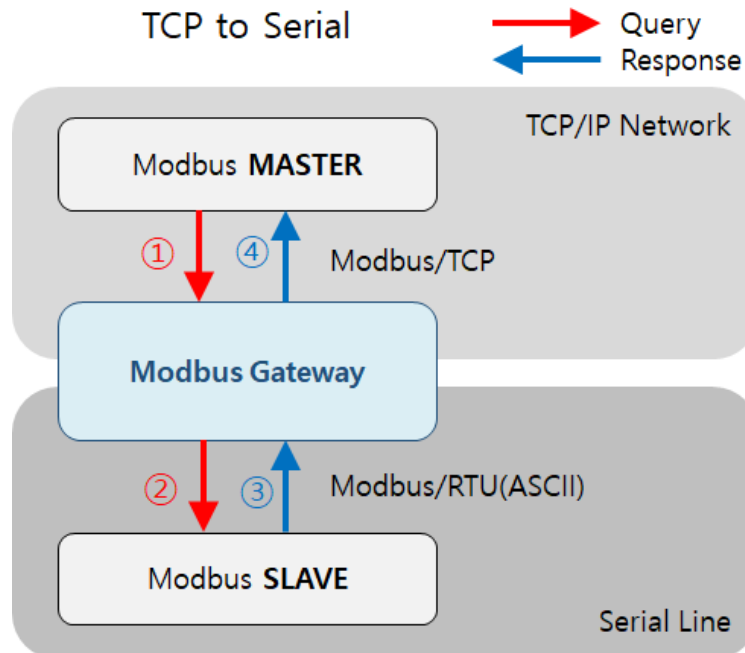 TCP to Serial
Query
Response
TCP/IP Network
Modbus MASTER
① ④ Modbus/TCP
Modbus Gateway
② ③ Modbus/RTU(ASCII)
Modbus SLAVE
Serial Line